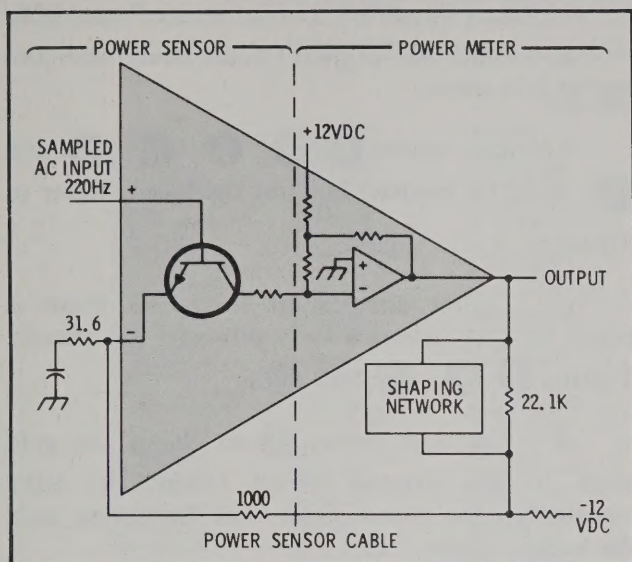 POWER SENSOR
POWER METER
+12VDC
SAMPLED
AC INPUT
220Hz
+
+
-
OUTPUT
31.6
-
SHAPING
NETWORK
22.1K
1000
-12
VDC
POWER SENSOR CABLE